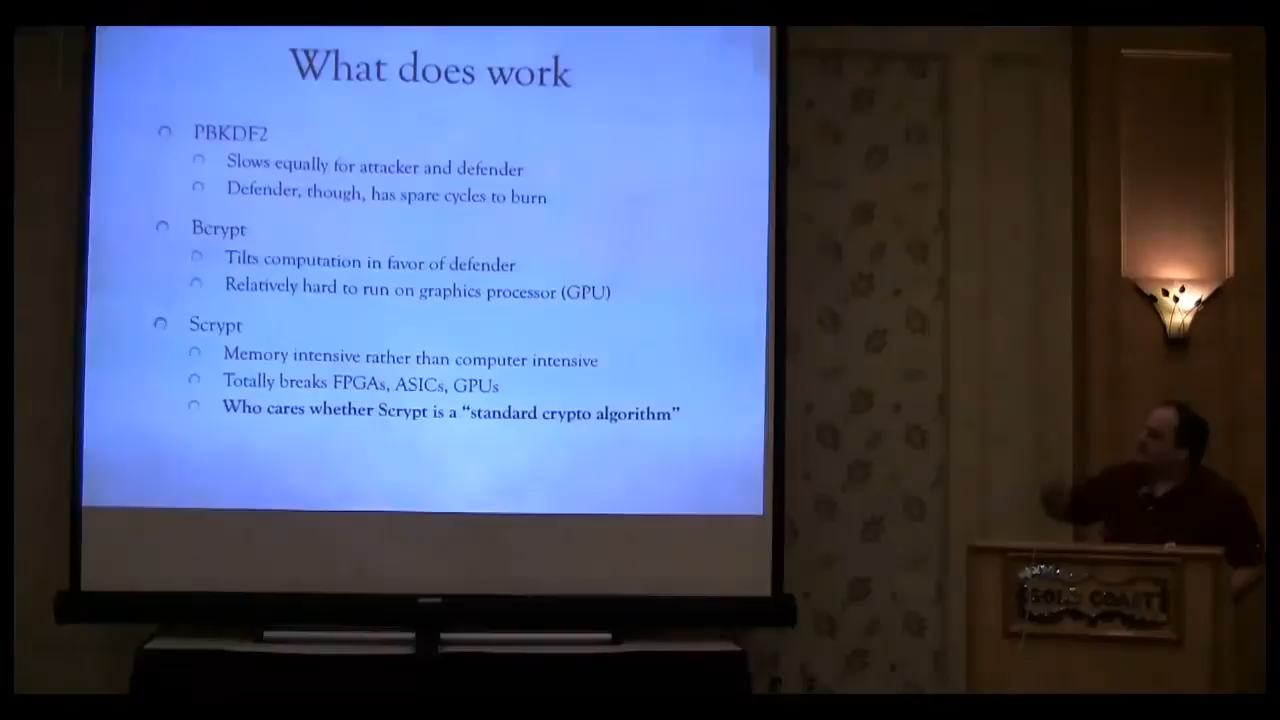 What does work
PBKDF2
Slows equally for attacker and defender
Defender, though, has spare cycles to burn
Bcrypt
Tilts computation in favor of defender
Relatively hard to run on graphics processor (GPU)
Scrypt
Memory intensive rather than computer intensive
Totally breaks FPGAs, ASICs, GPUs
Who cares whether Scrypt is a “standard crypto algorithm”
GOLD COAST